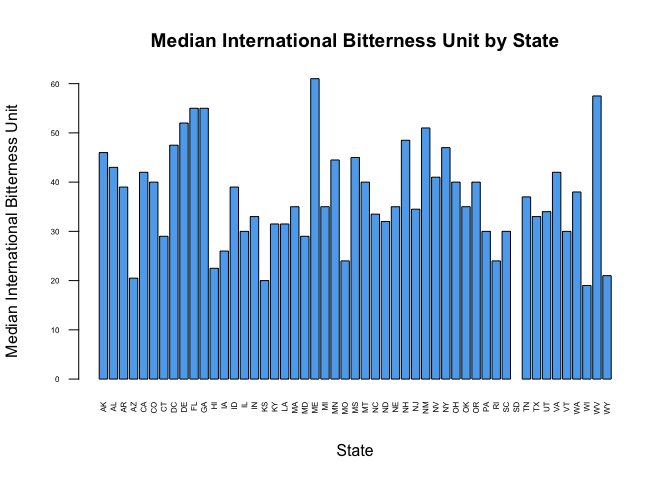 Median International Bitterness Unit by State
Median International Bitterness Unit
60
50
40
30
20
10
0
AK AL AR AZ CA CO CT DC DE FL GA HI IA ID IL IN KS KY LA MA MD ME MI MN MO MS MT NC ND NE NH NJ NM NV NY OH OK OR PA RI SC SD TN TX UT VA VT WA WI WV WY
State